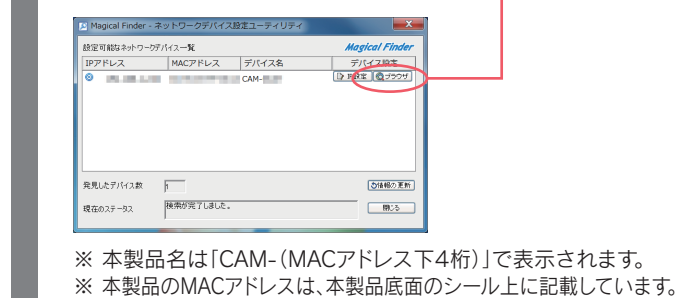 Magical Finder - ネットワークデバイス設定ユーティリティ
設定可能なネットワークデバイス一覧
Magical Finder
IPアドレス MACアドレス デバイス名 デバイス設定
CAM- IP設定 ブラウザ
発見したデバイス数 1 情報の更新
現在のステータス 検索が完了しました。 閉じる
※ 本製品名は「CAM-(MACアドレス下4桁)」で表示されます。
※ 本製品のMACアドレスは、本製品底面のシール上に記載しています。